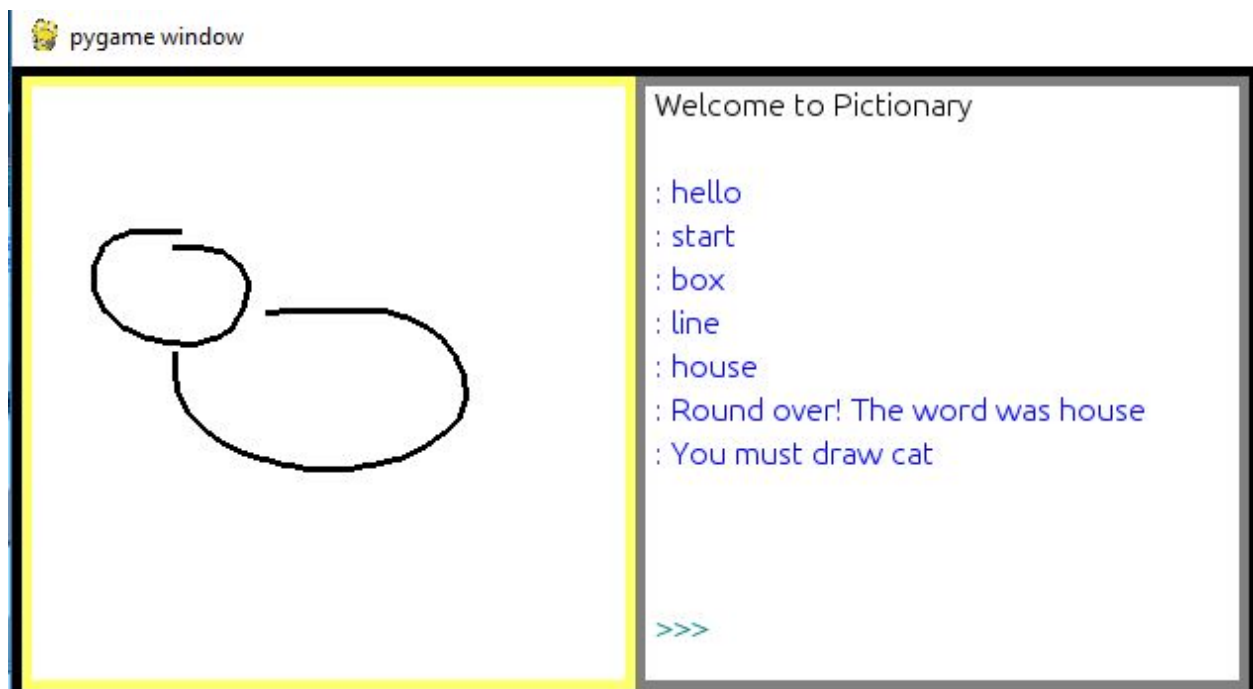 pygame window
Welcome to Pictionary
: hello
: start
: box
: line
: house
: Round over! The word was house
: You must draw cat
>>>